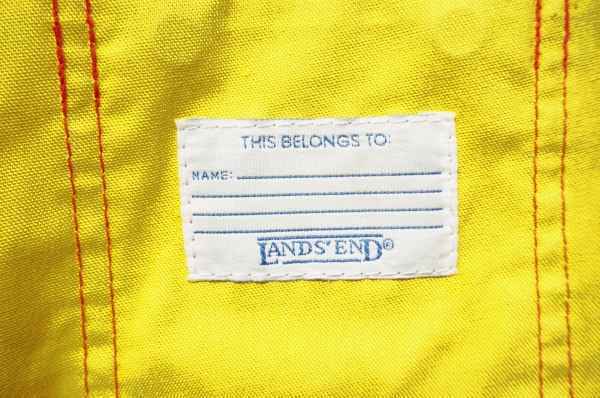 THIS BELONGS TO:
NAME:
LANDS' END®